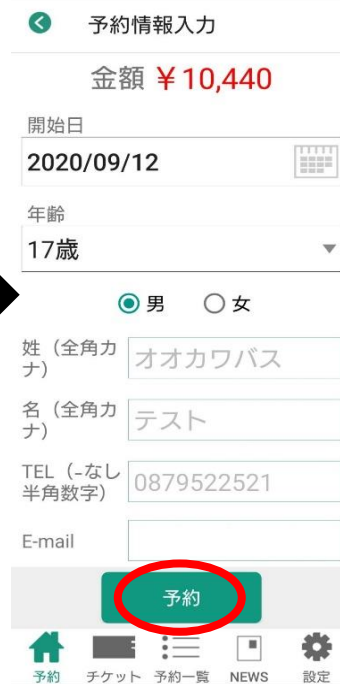 予約情報入力
金額 ¥ 10,440
開始日
2020/09/12
年齢
17歳
男 女
姓（全角カ
ナ）
オオカワバス
名（全角カ
ナ）
テスト
TEL（-なし
半角数字）
0879522521
E-mail
予約
予約 チケット 予約一覧 NEWS 設定